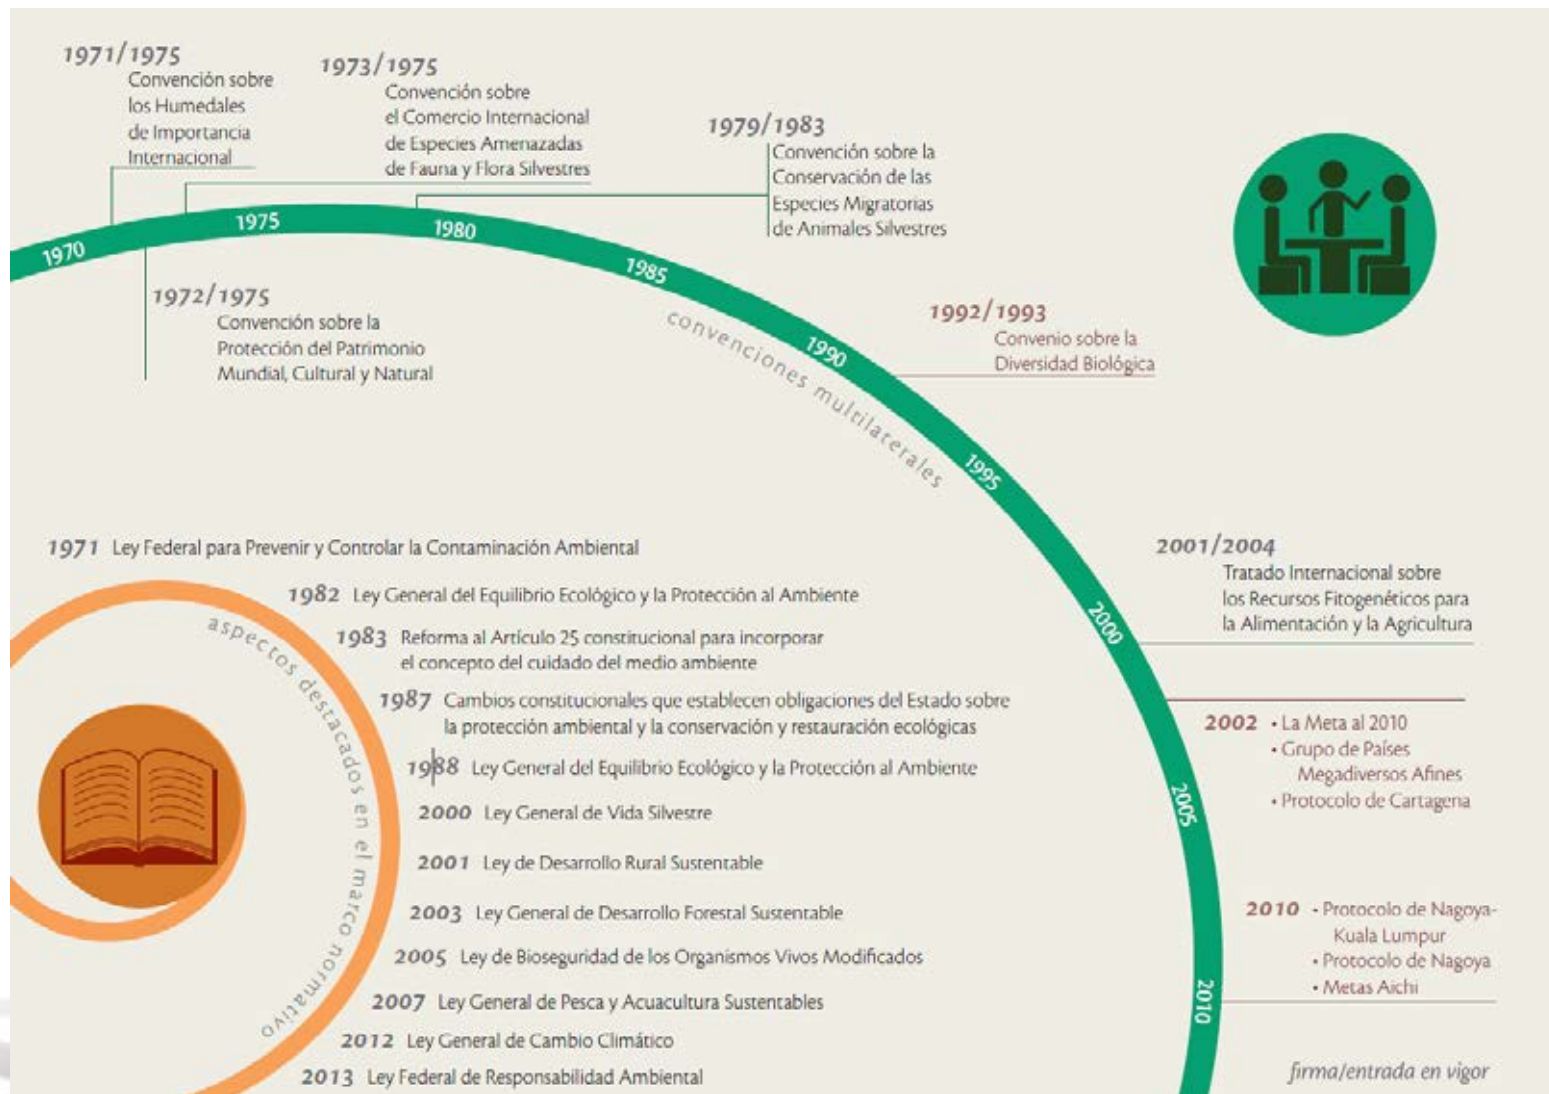 1971/1975
Convención sobre
los Humedales
de Importancia
Internacional
1973/1975
Convención sobre
el Comercio Internacional
de Especies Amenazadas
de Fauna y Flora Silvestres
1979/1983
Convención sobre la
Conservación de las
Especies Migratorias
de Animales Silvestres
1970
1975
1980
1985
1990
1995
2000
2005
2010
1972/1975
Convención sobre la
Protección del Patrimonio
Mundial, Cultural y Natural
convenciones multilaterales
1992/1993
Convenio sobre la
Diversidad Biológica
2001/2004
Tratado Internacional sobre
los Recursos Fitogenéticos para
la Alimentación y la Agricultura
2002 • La Meta al 2010
• Grupo de Países
Megadiversos Afines
• Protocolo de Cartagena
2010 • Protocolo de Nagoya-
Kuala Lumpur
• Protocolo de Nagoya
• Metas Aichi
firma/entrada en vigor
1971 Ley Federal para Prevenir y Controlar la Contaminación Ambiental
1982 Ley General del Equilibrio Ecológico y la Protección al Ambiente
1983 Reforma al Artículo 25 constitucional para incorporar
el concepto del cuidado del medio ambiente
1987 Cambios constitucionales que establecen obligaciones del Estado sobre
la protección ambiental y la conservación y restauración ecológicas
1988 Ley General del Equilibrio Ecológico y la Protección al Ambiente
2000 Ley General de Vida Silvestre
2001 Ley de Desarrollo Rural Sustentable
2003 Ley General de Desarrollo Forestal Sustentable
2005 Ley de Bioseguridad de los Organismos Vivos Modificados
2007 Ley General de Pesca y Acuacultura Sustentables
2012 Ley General de Cambio Climático
2013 Ley Federal de Responsabilidad Ambiental
aspectos destacados en el marco normativo